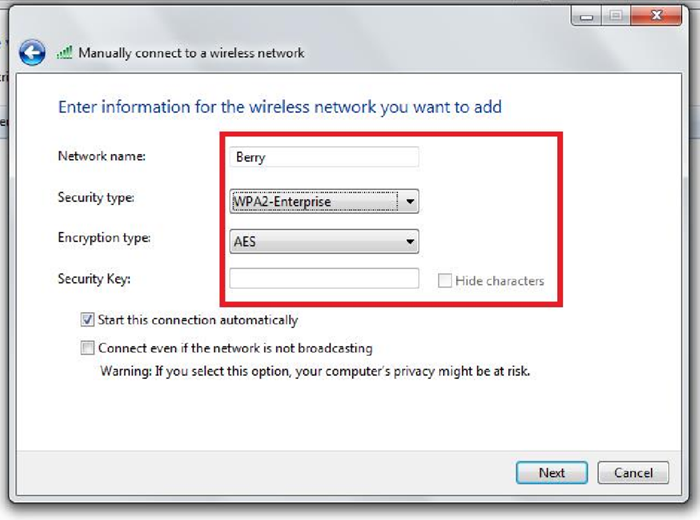 Manually connect to a wireless network
Enter information for the wireless network you want to add
Network name: Berry
Security type: WPA2-Enterprise
Encryption type: AES
Security Key: Hide characters
Start this connection automatically
Connect even if the network is not broadcasting
Warning: If you select this option, your computer's privacy might be at risk.
Next Cancel